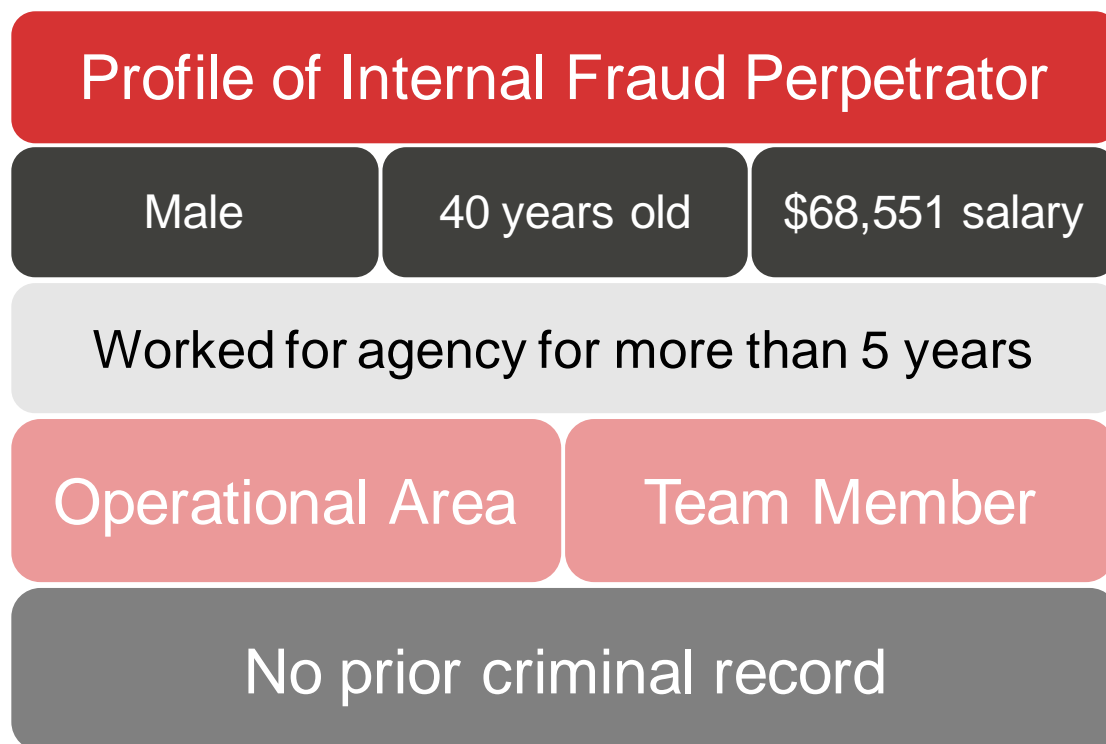 Profile of Internal Fraud Perpetrator
Male
40 years old
$68,551 salary
Worked for agency for more than 5 years
Operational Area
Team Member
No prior criminal record